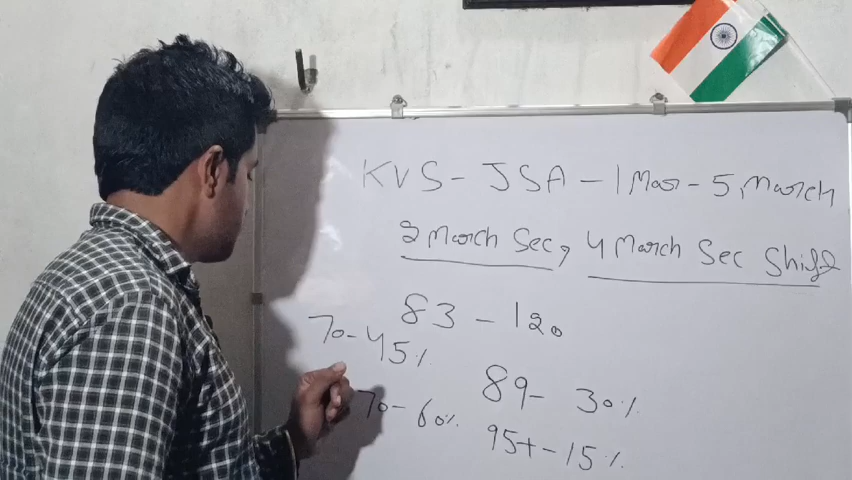 KVS - JSA - 1 Mar - 5, March
2 March Sec, 4 March Sec Shift
83 - 120
70 - 45%
89 - 30%
70 - 60%
95+ - 15%